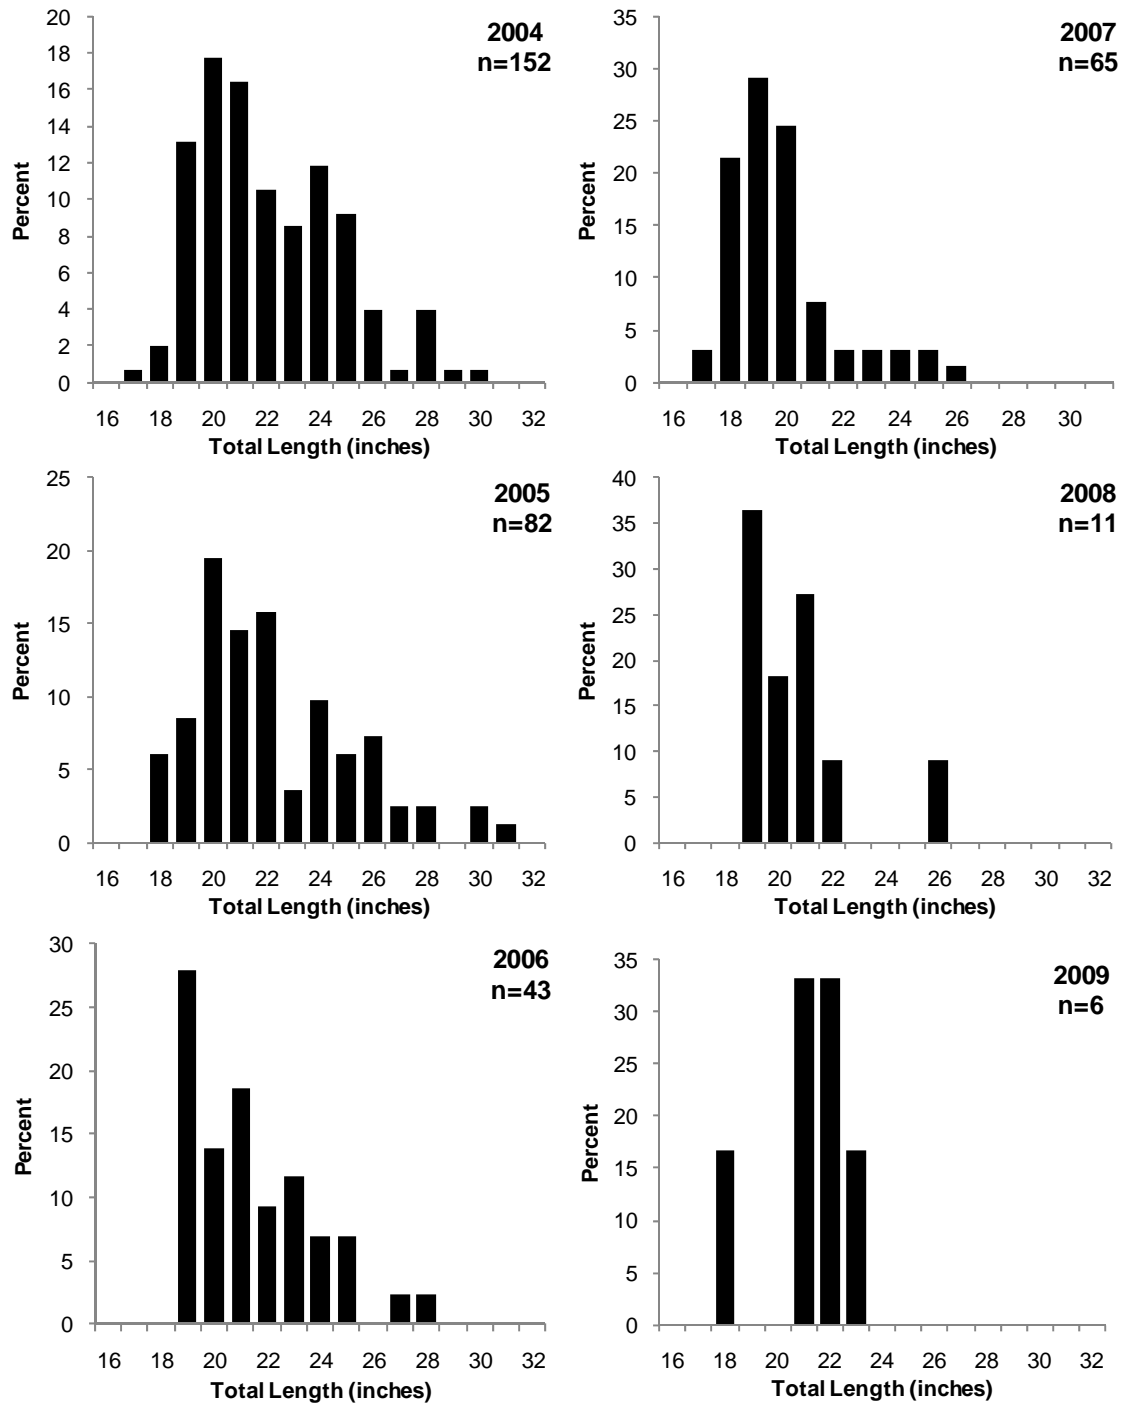 2004
n=152
20
18
16
14
12
10
8
6
4
2
0
Percent
16 18 20 22 24 26 28 30 32
Total Length (inches)
2007
n=65
35
30
25
20
15
10
5
0
Percent
16 18 20 22 24 26 28 30
Total Length (inches)
2005
n=82
25
20
15
10
5
0
Percent
16 18 20 22 24 26 28 30 32
Total Length (inches)
2008
n=11
40
35
30
25
20
15
10
5
0
Percent
16 18 20 22 24 26 28 30 32
Total Length (inches)
2006
n=43
30
25
20
15
10
5
0
Percent
16 18 20 22 24 26 28 30 32
Total Length (inches)
2009
n=6
35
30
25
20
15
10
5
0
Percent
16 18 20 22 24 26 28 30 32
Total Length (inches)